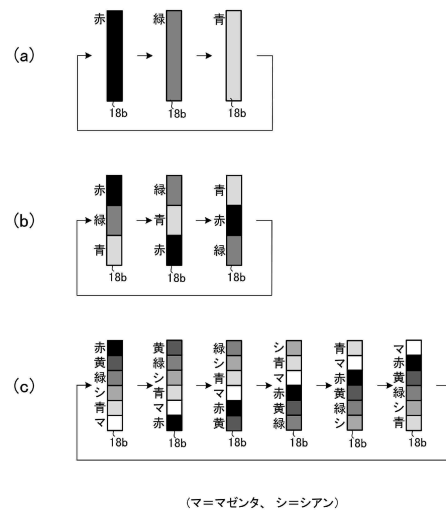 (a)
赤 緑 青
18b 18b 18b
(b)
赤 緑 青
緑 青 赤
青 赤 緑
18b 18b 18b
(c)
赤 黄 緑 シ 青 マ
黄 緑 シ 青 マ 赤
緑 シ 青 マ 赤 黄
シ 青 マ 赤 黄 緑
青 マ 赤 黄 緑 シ
マ 赤 黄 緑 シ 青
18b 18b 18b 18b 18b 18b
(マ=マゼンタ、 シ=シアン)